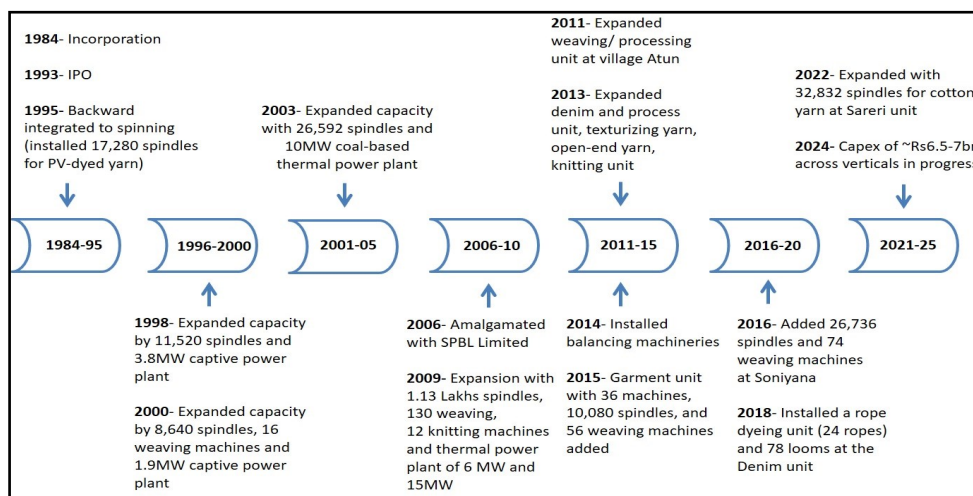 1984- Incorporation
1993- IPO
1995- Backward
integrated to spinning
(installed 17,280 spindles
for PV-dyed yarn)
2003- Expanded capacity
with 26,592 spindles and
10MW coal-based
thermal power plant
2011- Expanded
weaving/ processing
unit at village Atun
2013- Expanded
denim and process
unit, texturizing yarn,
open-end yarn,
knitting unit
2022- Expanded with
32,832 spindles for cotton
yarn at Sareri unit
2024- Capex of ~Rs6.5-7bn
across verticals in progress
1984-95
1996-2000
2001-05
2006-10
2011-15
2016-20
2021-25
1998- Expanded capacity
by 11,520 spindles and
3.8MW captive power
plant
2000- Expanded capacity
by 8,640 spindles, 16
weaving machines and
1.9MW captive power
plant
2006- Amalgamated
with SPBL Limited
2009- Expansion with
1.13 Lakhs spindles,
130 weaving,
12 knitting machines
and thermal power
plant of 6 MW and
15MW
2014- Installed
balancing machineries
2015- Garment unit
with 36 machines,
10,080 spindles, and
56 weaving machines
added
2016- Added 26,736
spindles and 74
weaving machines
at Soniyana
2018- Installed a rope
dyeing unit (24 ropes)
and 78 looms at the
Denim unit